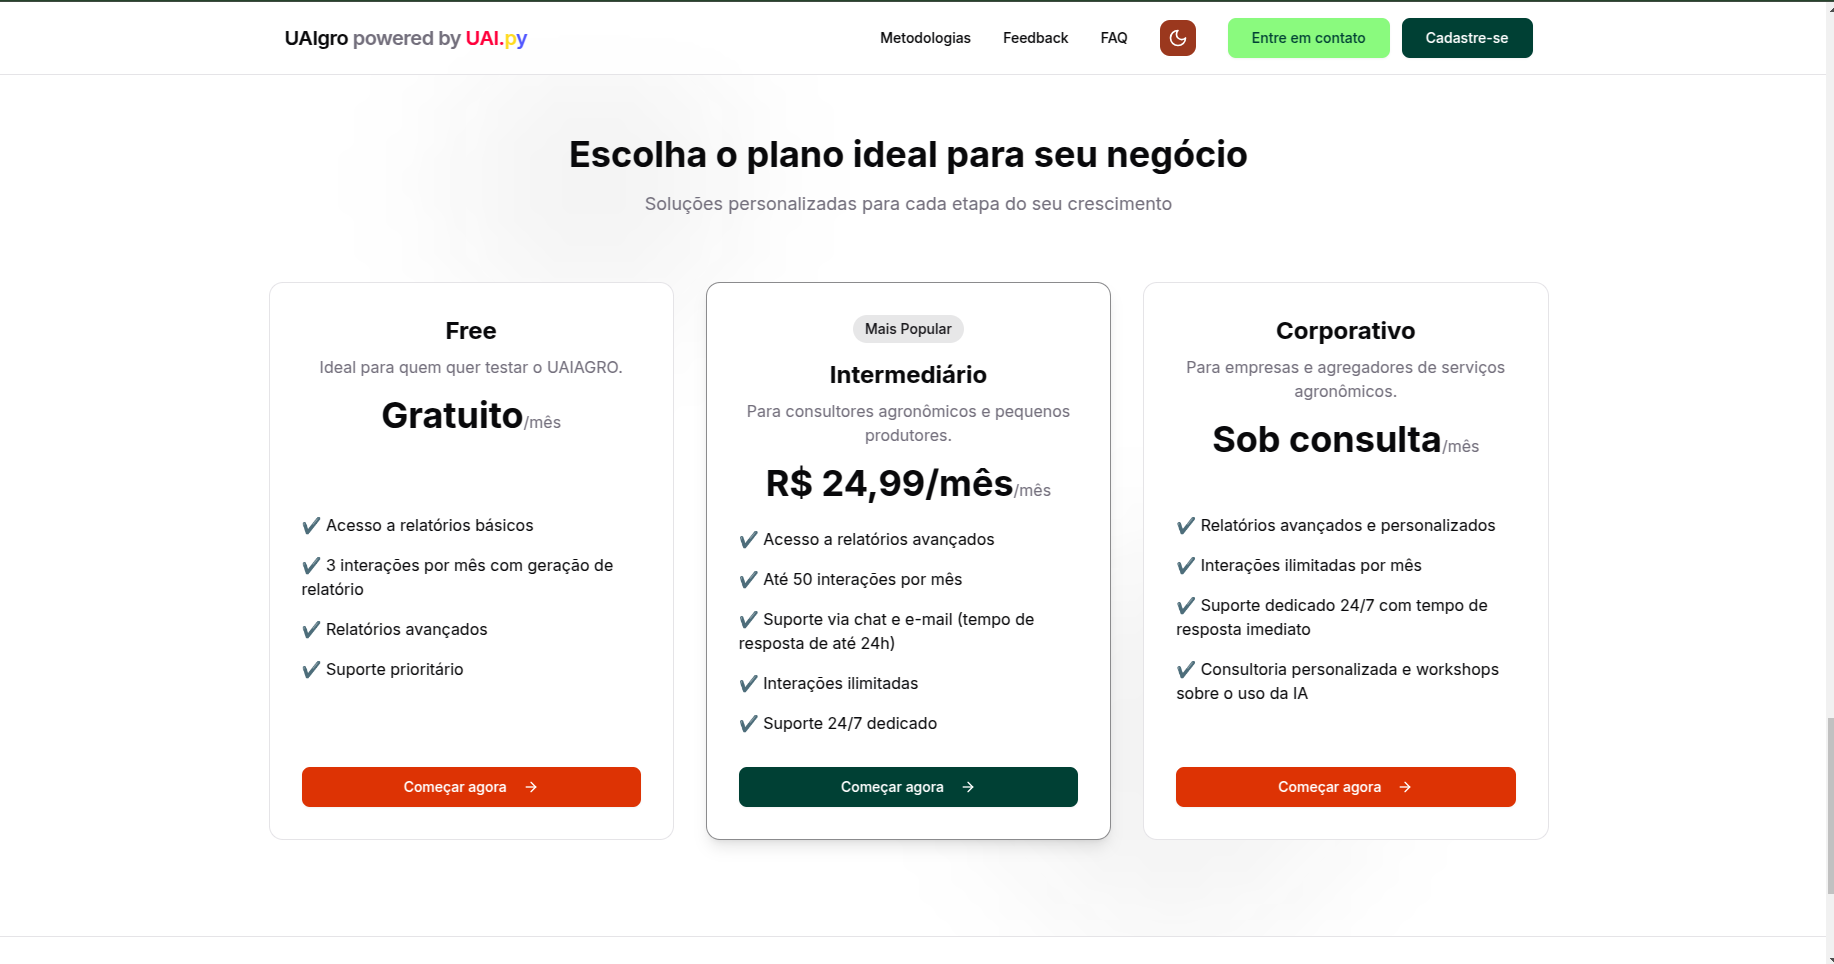 UAIgro powered by UAI.py
Metodologias
Feedback
FAQ
Entre em contato
Cadastre-se
Escolha o plano ideal para seu negócio
Soluções personalizadas para cada etapa do seu crescimento
Free
Ideal para quem quer testar o UAIAGRO.
Gratuito/mês
✔ Acesso a relatórios básicos
✔ 3 interações por mês com geração de
relatório
✔ Relatórios avançados
✔ Suporte prioritário
Começar agora →
Mais Popular
Intermediário
Para consultores agronômicos e pequenos
produtores.
R$ 24,99/mês/mês
✔ Acesso a relatórios avançados
✔ Até 50 interações por mês
✔ Suporte via chat e e-mail (tempo de
resposta de até 24h)
✔ Interações ilimitadas
✔ Suporte 24/7 dedicado
Começar agora →
Corporativo
Para empresas e agregadores de serviços
agronômicos.
Sob consulta/mês
✔ Relatórios avançados e personalizados
✔ Interações ilimitadas por mês
✔ Suporte dedicado 24/7 com tempo de
resposta imediato
✔ Consultoria personalizada e workshops
sobre o uso da IA
Começar agora →